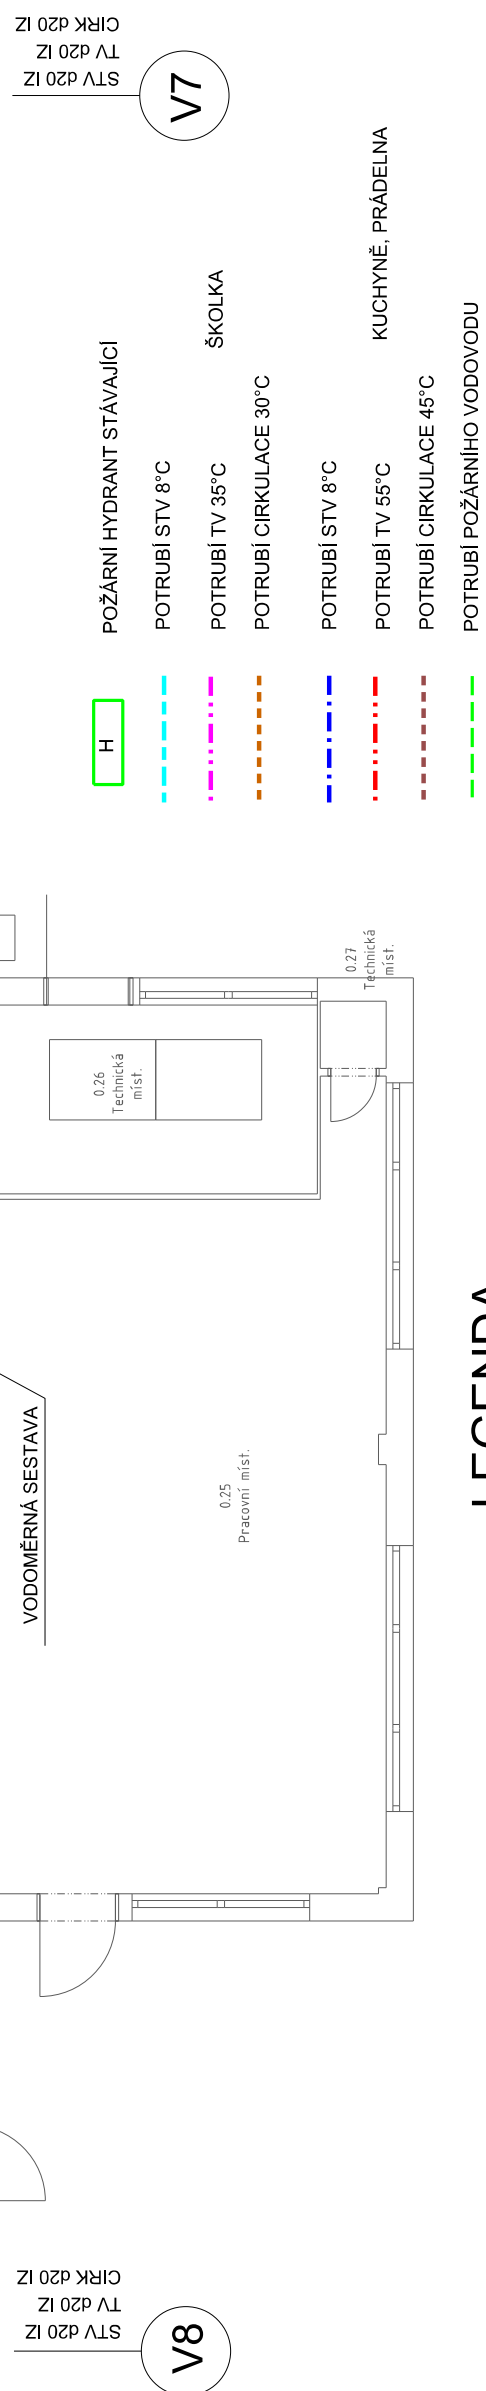 CIRK d20 IZ
TV d20 IZ
STV d20 IZ
V7
POŽÁRNÍ HYDRANT STÁVAJÍCÍ
H
POTRUBÍ STV 8°C
POTRUBÍ TV 35°C
ŠKOLKA
POTRUBÍ CIRKULACE 30°C
POTRUBÍ STV 8°C
POTRUBÍ TV 55°C
KUCHYNĚ, PRÁDELNA
POTRUBÍ CIRKULACE 45°C
POTRUBÍ POŽÁRNÍHO VODOVODU
0.27
Technická
míst.
0.26
Technická
míst.
VODOMĚRNÁ SESTAVA
0.25
Pracovní míst.
LEGENDA
CIRK d20 IZ
TV d20 IZ
STV d20 IZ
V8